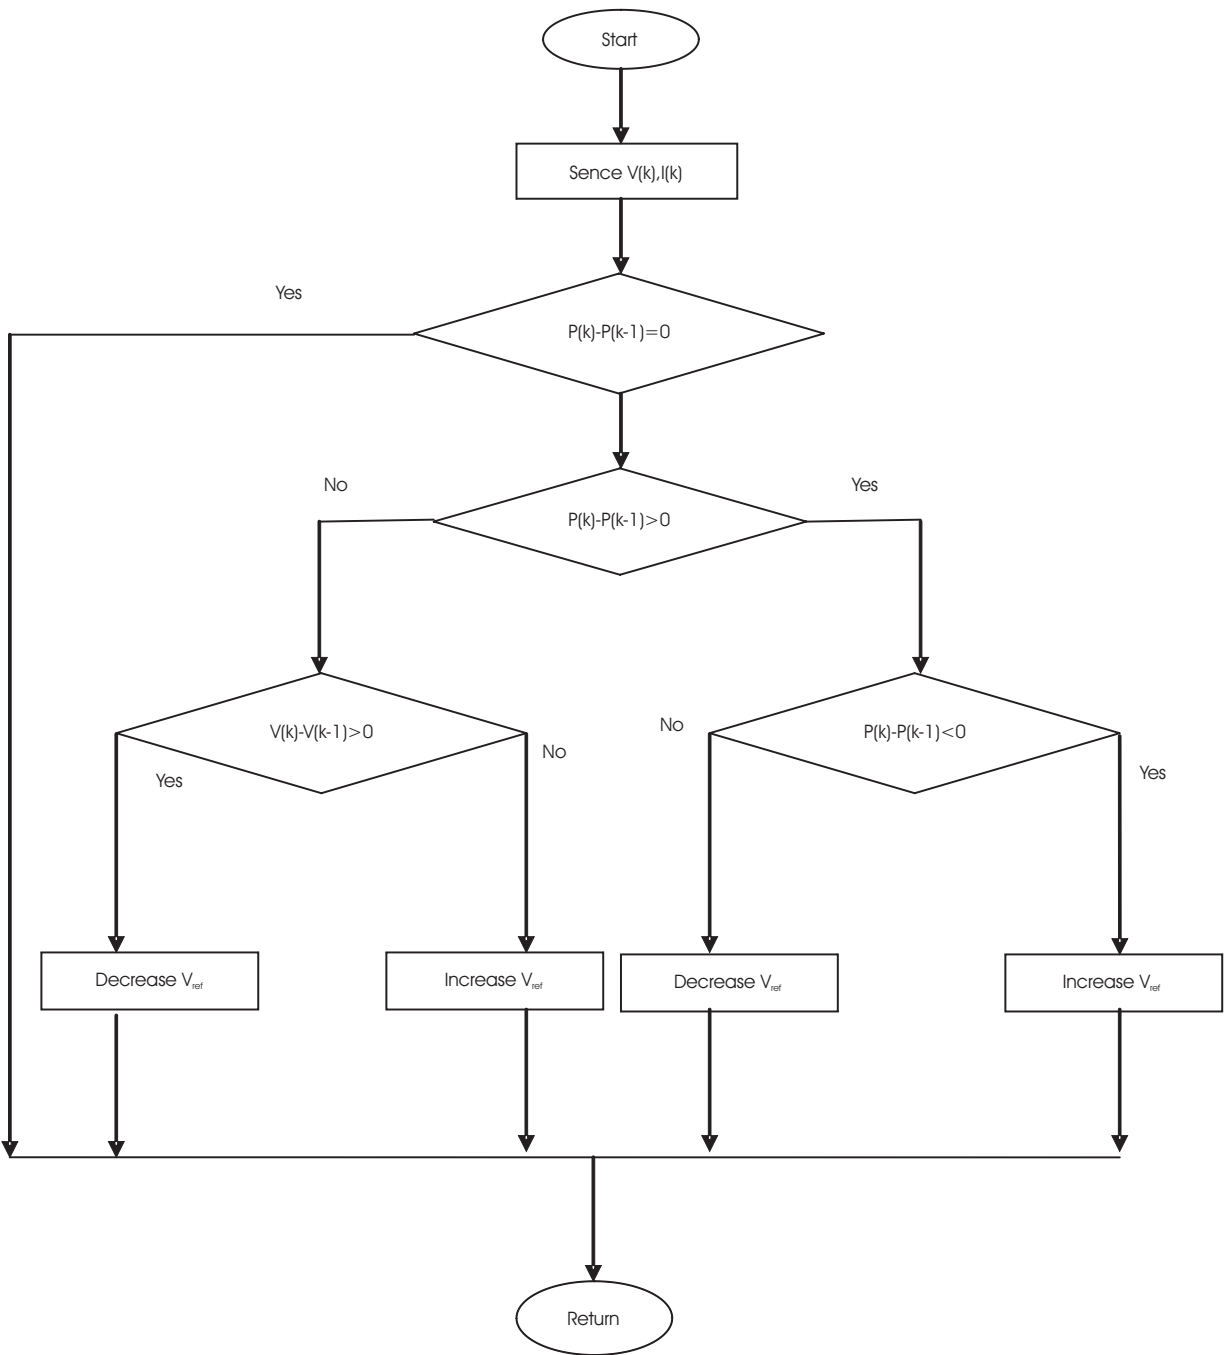 Start
Sence V(k),I(k)
Yes
P(k)-P(k-1)=0
No
Yes
P(k)-P(k-1)>0
V(k)-V(k-1)>0
No
P(k)-P(k-1)<0
No
Yes
Yes
Decrease Vref
Increase Vref
Decrease Vref
Increase Vref
Return